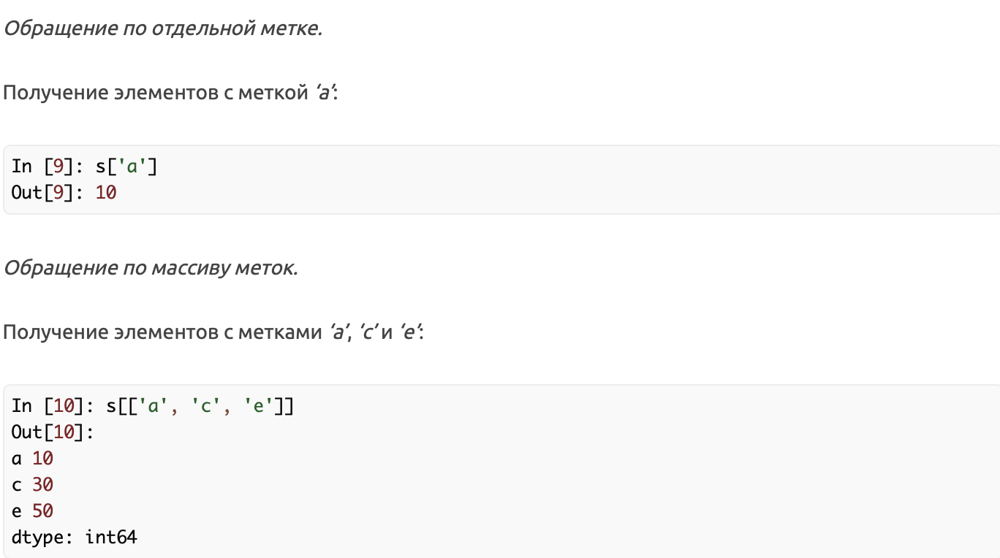 Обращение по отдельной метке.
Получение элементов с меткой ‘a’:
In [9]: s['a']
Out[9]: 10
Обращение по массиву меток.
Получение элементов с метками ‘a’, ‘c’ и ‘e’:
In [10]: s[['a', 'c', 'e']]
Out[10]:
a 10
c 30
e 50
dtype: int64